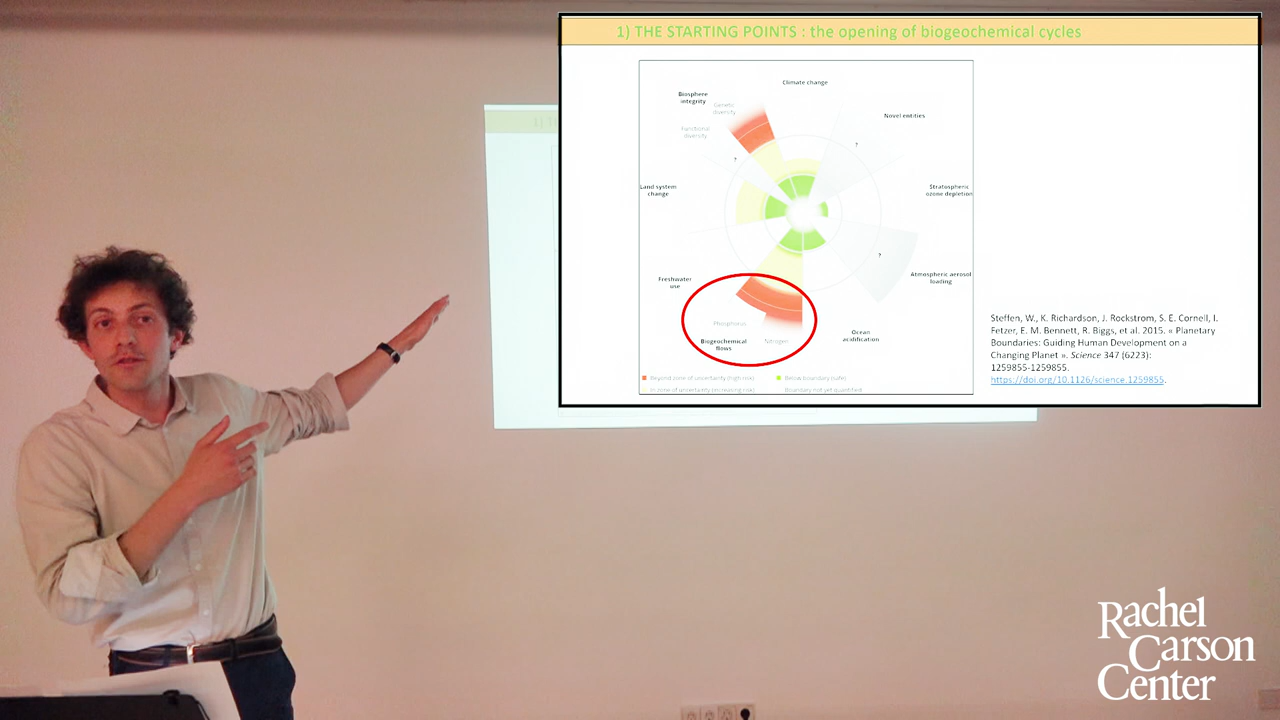 1) THE STARTING POINTS : the opening of biogeochemical cycles
Climate change
Biosphere
integrity
Genetic
diversity
Novel entities
Functional
diversity
?
?
Land system
change
Stratospheric
ozone depletion
?
Freshwater
use
Atmospheric aerosol
loading
Phosphorus
Biogeochemical
flows
Nitrogen
Ocean
acidification
Beyond zone of uncertainty (high risk)
Below boundary (safe)
In zone of uncertainty (increasing risk)
Boundary not yet quantified
Steffen, W., K. Richardson, J. Rockstrom, S. E. Cornell, I.
Fetzer, E. M. Bennett, R. Biggs, et al. 2015. « Planetary
Boundaries: Guiding Human Development on a
Changing Planet ». Science 347 (6223):
1259855-1259855.
https://doi.org/10.1126/science.1259855.
Rachel
Carson
Center